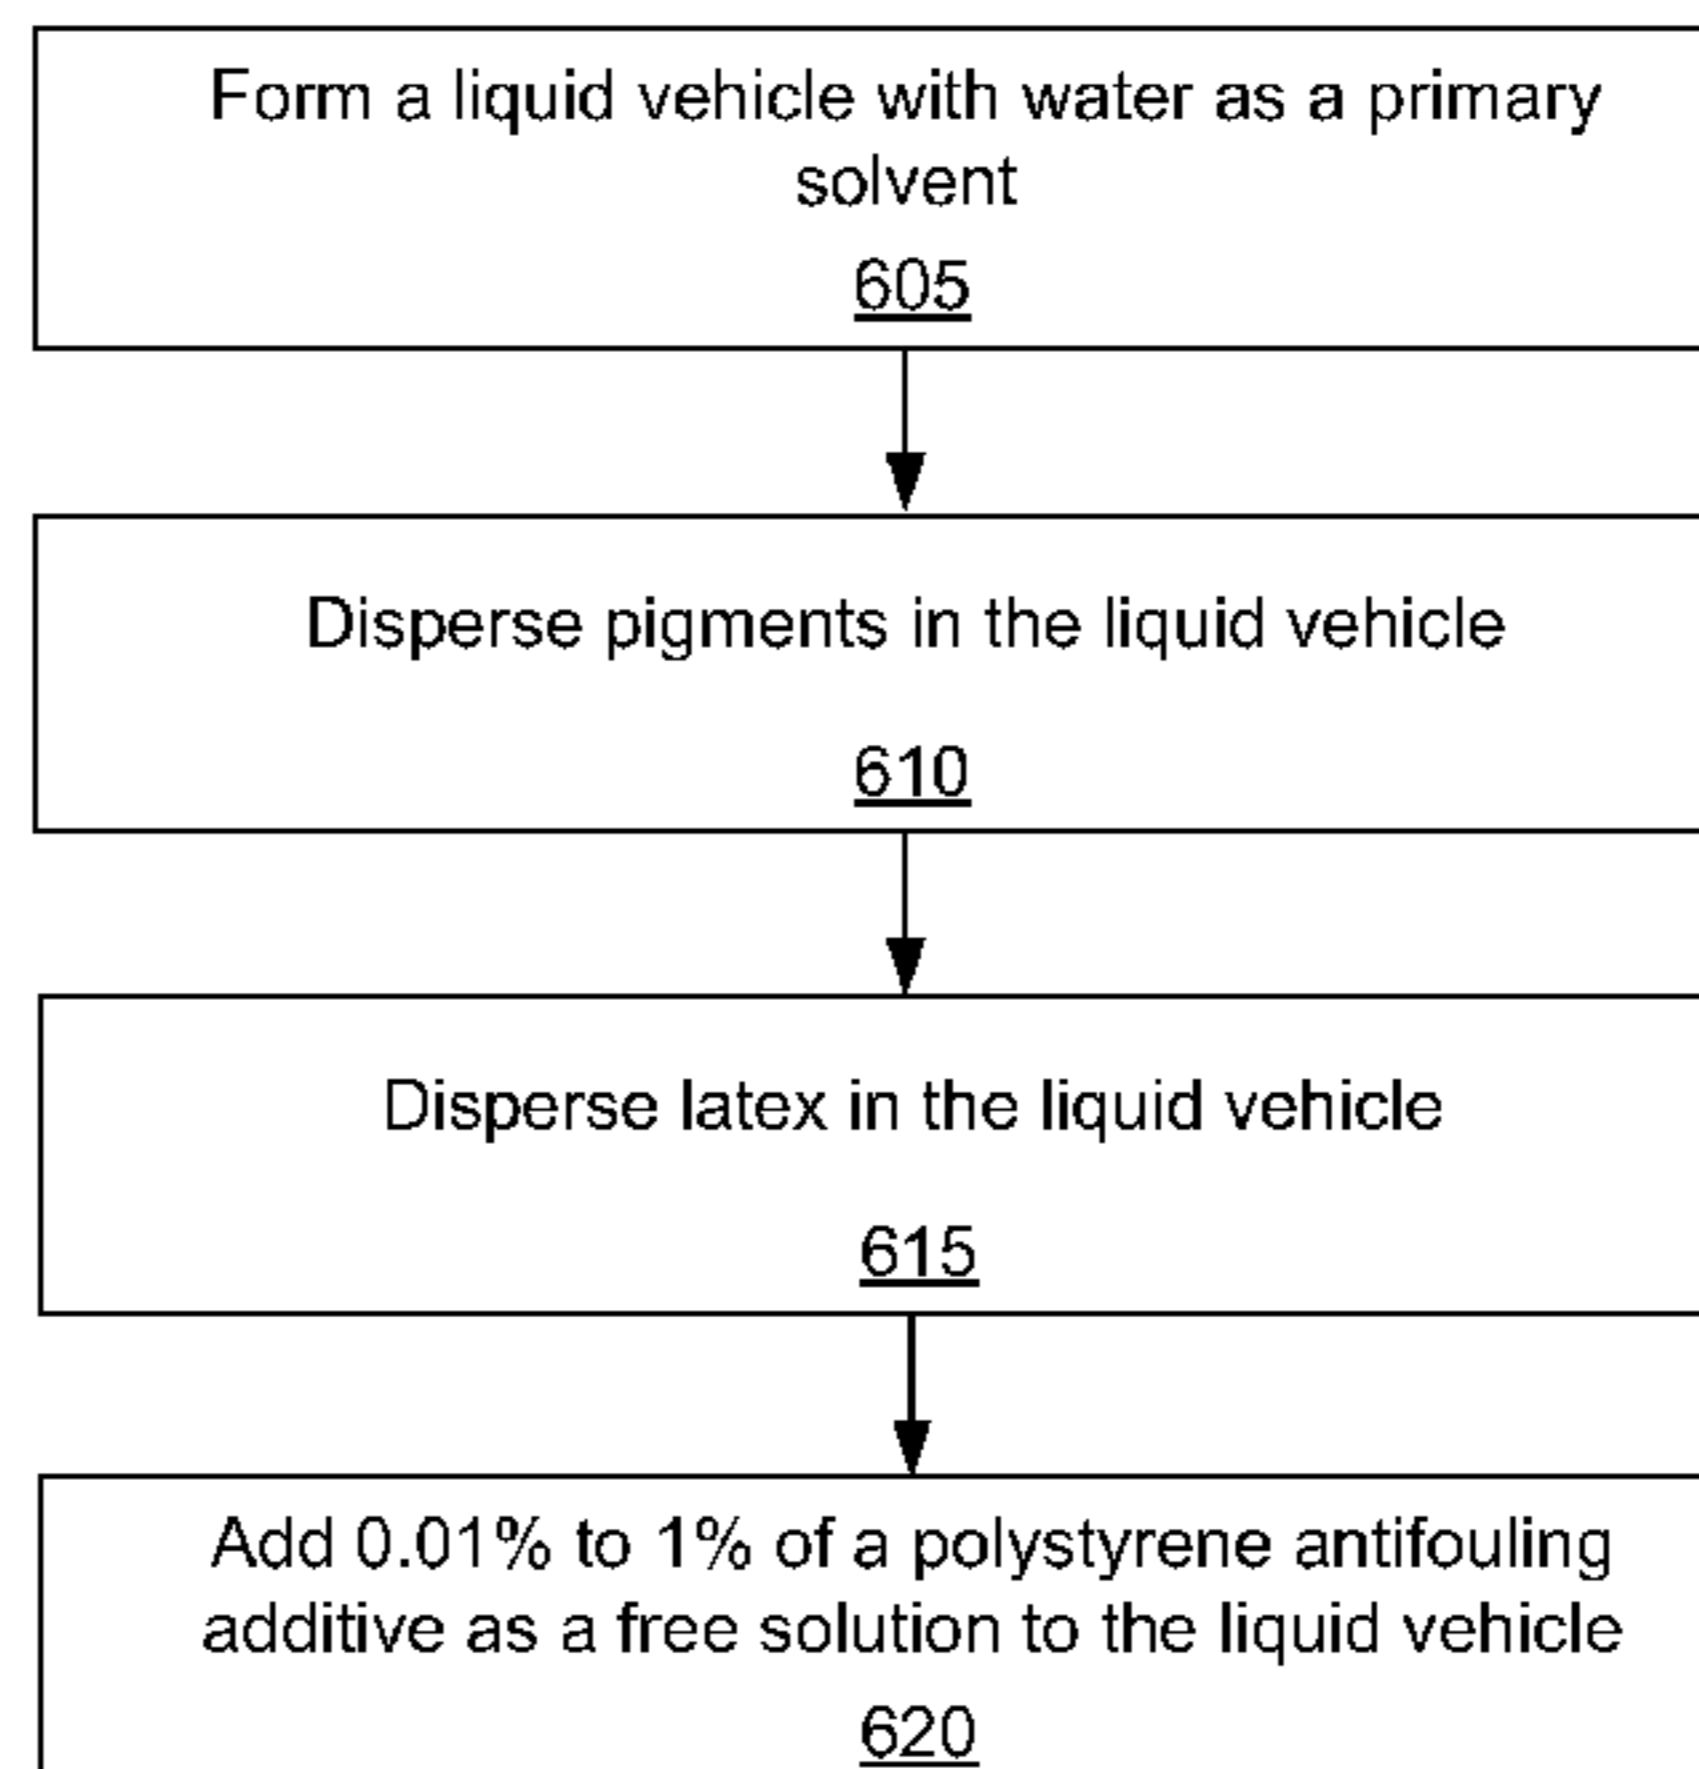 Form a liquid vehicle with water as a primary
solvent
605
Disperse pigments in the liquid vehicle
610
Disperse latex in the liquid vehicle
615
Add 0.01% to 1% of a polystyrene antifouling
additive as a free solution to the liquid vehicle
620